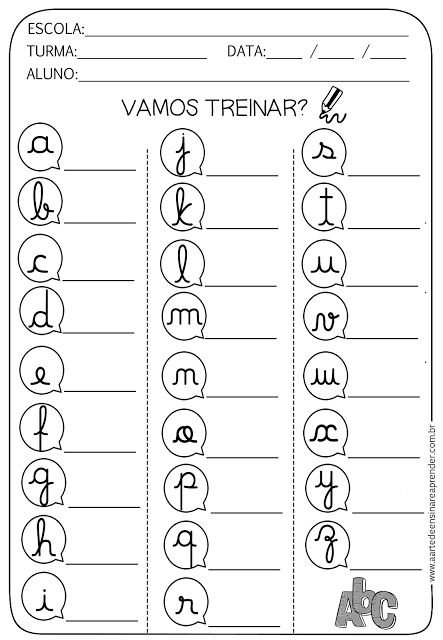 ESCOLA:
TURMA: DATA: / /
ALUNO:
VAMOS TREINAR?
a
b
c
d
e
f
g
h
i
j
k
l
m
n
o
p
q
r
s
t
u
v
w
x
y
z
ABC
www.aartedeensinareaprender.com.br